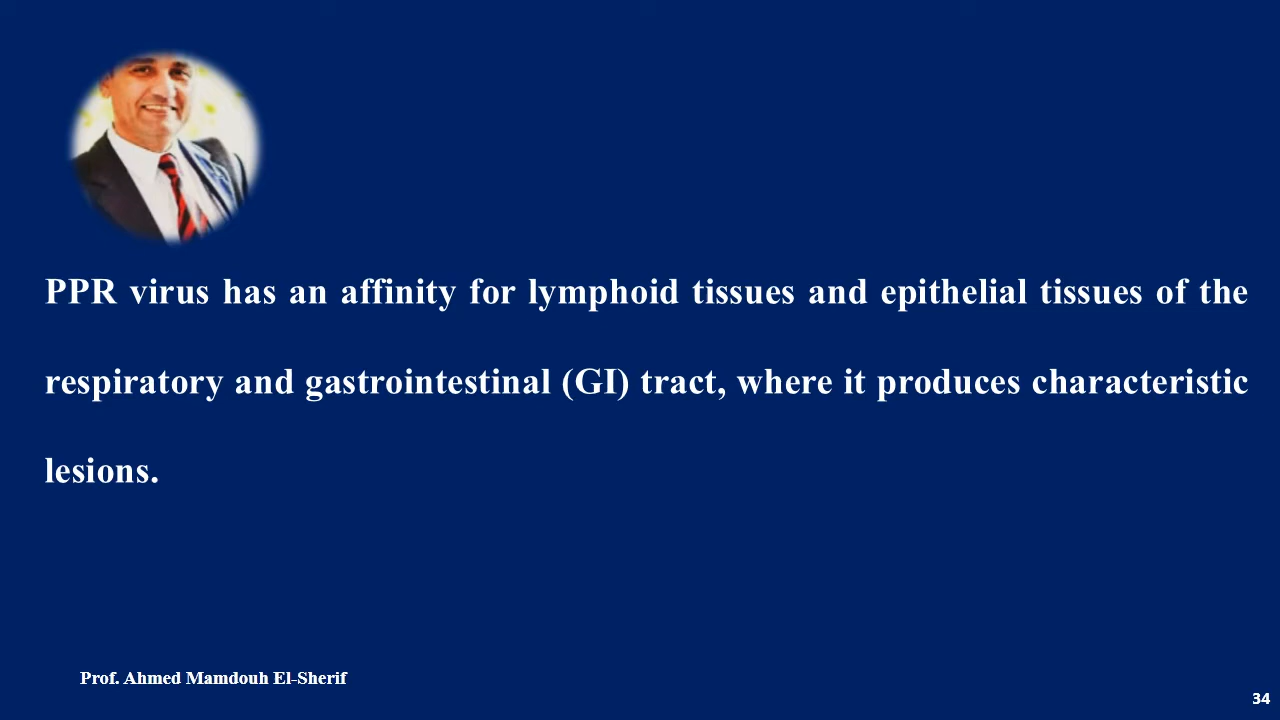 PPR virus has an affinity for lymphoid tissues and epithelial tissues of the
respiratory and gastrointestinal (GI) tract, where it produces characteristic
lesions.
Prof. Ahmed Mamdouh El-Sherif
34